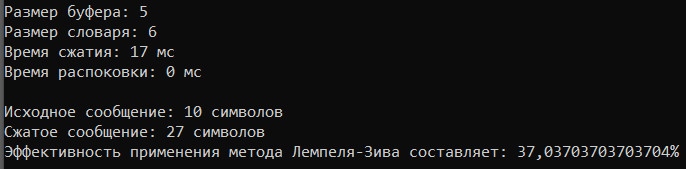 Размер буфера: 5
Размер словаря: 6
Время сжатия: 17 мс
Время распоковки: 0 мс
Исходное сообщение: 10 символов
Сжатое сообщение: 27 символов
Эффективность применения метода Лемпеля-Зива составляет: 37,03703703703704%